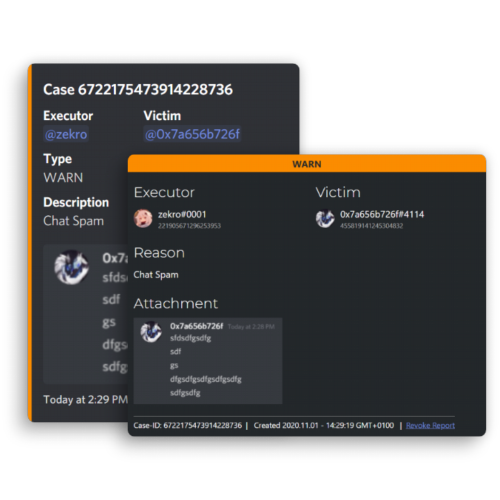 Case 6722175473914228736
Executor Victim
@zekro @0x7a656b726f
Type
WARN
Description
Chat Spam
0x7a
sfds
sdf
gs
dfgs
sdfg
Today at 2:29 PM
WARN
Executor Victim
zekro#0001 0x7a656b726f#4114
221905671296253953 455819141245304832
Reason
Chat Spam
Attachment
0x7a656b726f Today at 2:28 PM
sfdsdfgsdfg
sdf
gs
dfgsdfgsdfgsdfgsdfg
sdfgsdfg
Case-ID: 6722175473914228736 | Created 2020.11.01 - 14:29:19 GMT+0100 | Revoke Report